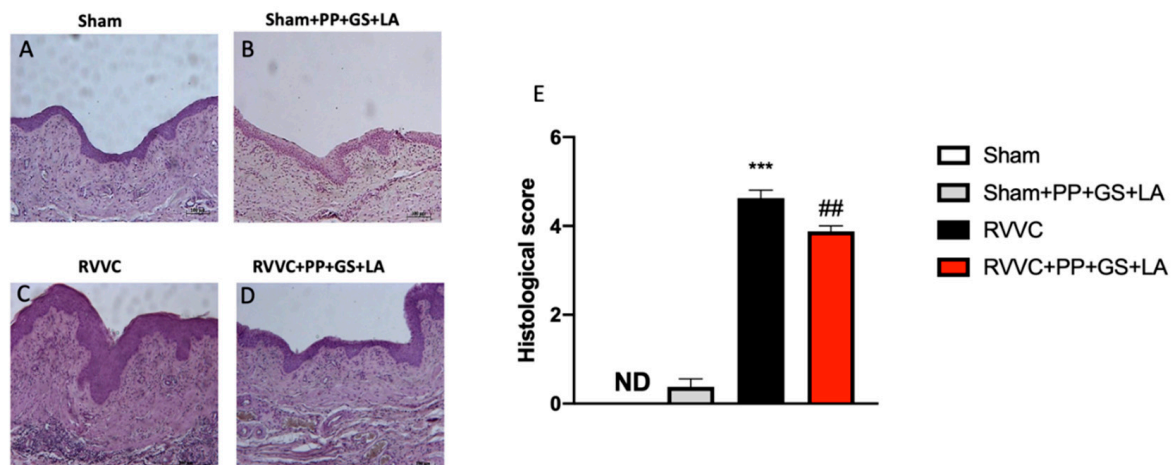 Sham
Sham+PP+GS+LA
A
B
RVVC
RVVC+PP+GS+LA
C
D
E
Histological score
6
4
2
0
ND
***
##
Sham
Sham+PP+GS+LA
RVVC
RVVC+PP+GS+LA